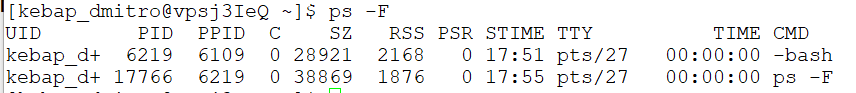 [kebap_dmitro@vpsj3IeQ ~]$ ps -F
UID        PID  PPID  C    SZ   RSS PSR STIME TTY          TIME CMD
kebap_d+  6219  6109  0 28921  2168   0 17:51 pts/27   00:00:00 -bash
kebap_d+ 17766  6219  0 38869  1876   0 17:55 pts/27   00:00:00 ps -F